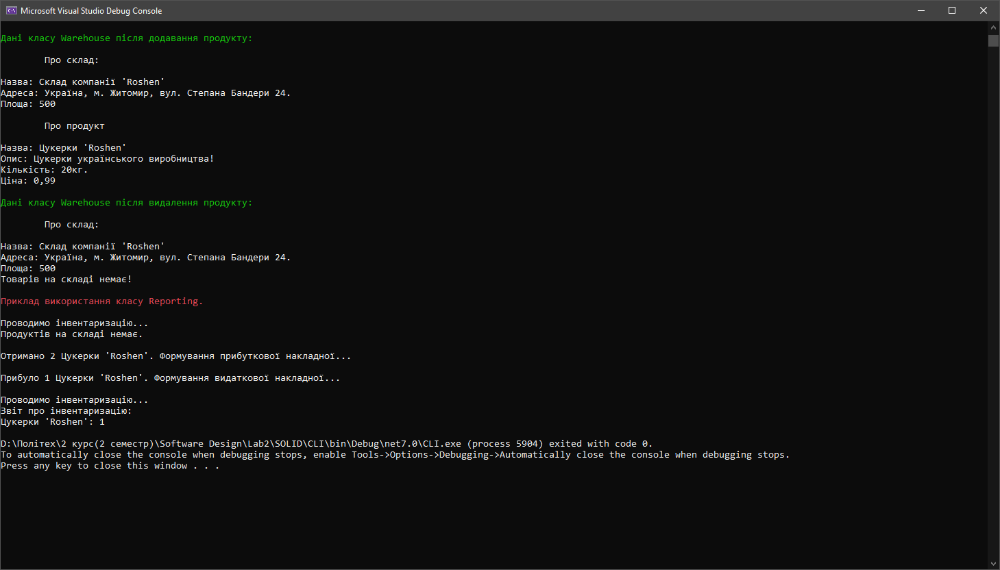 Microsoft Visual Studio Debug Console
Дані класу Warehouse після додавання продукту:
Про склад:
Назва: Склад компанії 'Roshen'
Адреса: Україна, м. Житомир, вул. Степана Бандери 24.
Площа: 500
Про продукт
Назва: Цукерки 'Roshen'
Опис: Цукерки українського виробництва!
Кількість: 20кг.
Ціна: 0,99
Дані класу Warehouse після видалення продукту:
Про склад:
Назва: Склад компанії 'Roshen'
Адреса: Україна, м. Житомир, вул. Степана Бандери 24.
Площа: 500
Товарів на складі немає!
Приклад використання класу Reporting.
Проводимо інвентаризацію...
Продуктів на складі немає.
Отримано 2 Цукерки 'Roshen'. Формування прибуткової накладної...
Прибуло 1 Цукерки 'Roshen'. Формування видаткової накладної...
Проводимо інвентаризацію...
Звіт про інвентаризацію:
Цукерки 'Roshen': 1
D:\Політех\2 курс(2 семестр)\Software Design\Lab2\SOLID\CLI\bin\Debug\net7.0\CLI.exe (process 5904) exited with code 0.
To automatically close the console when debugging stops, enable Tools->Options->Debugging->Automatically close the console when debugging stops.
Press any key to close this window . . .